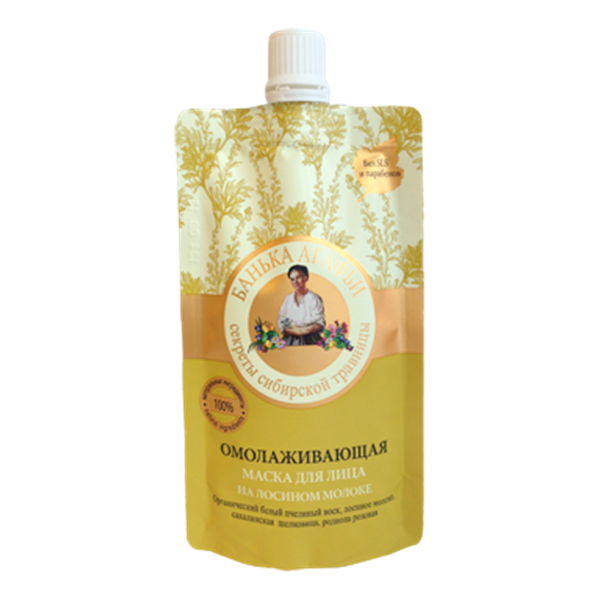 Без SLS
и парабенов
БАНЬКА АГАФЬИ
секреты сибирской травницы
100%
ОМОЛАЖИВАЮЩАЯ
МАСКА ДЛЯ ЛИЦА
НА ЛОСИНОМ МОЛОКЕ
Органический белый пчелиный воск, лосиное молоко,
сахалинская шелковица, родиола розовая